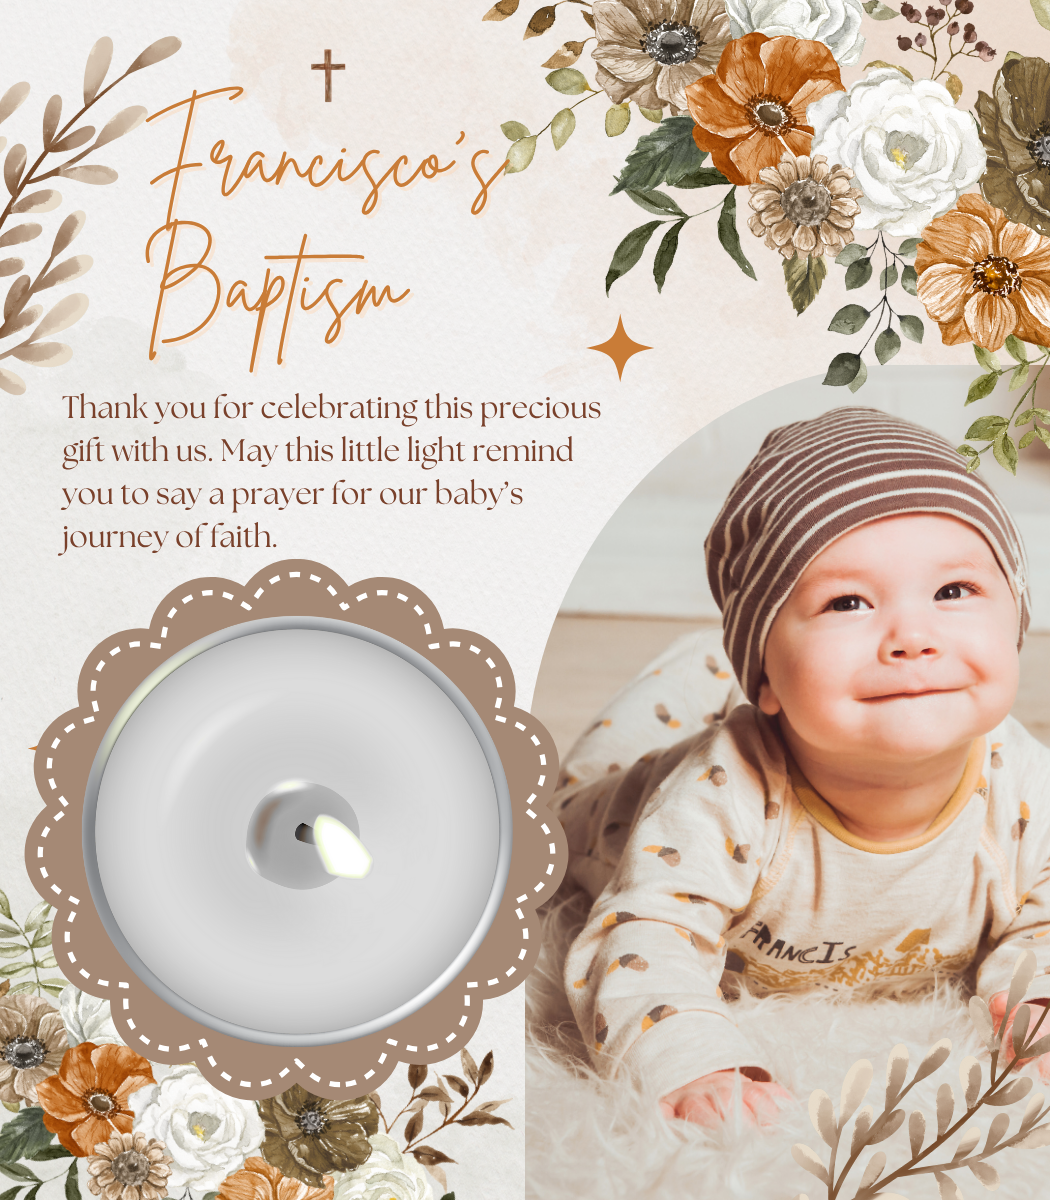 Francisco's
Baptism
Thank you for celebrating this precious
gift with us. May this little light remind
you to say a prayer for our baby's
journey of faith.
FRANCIS